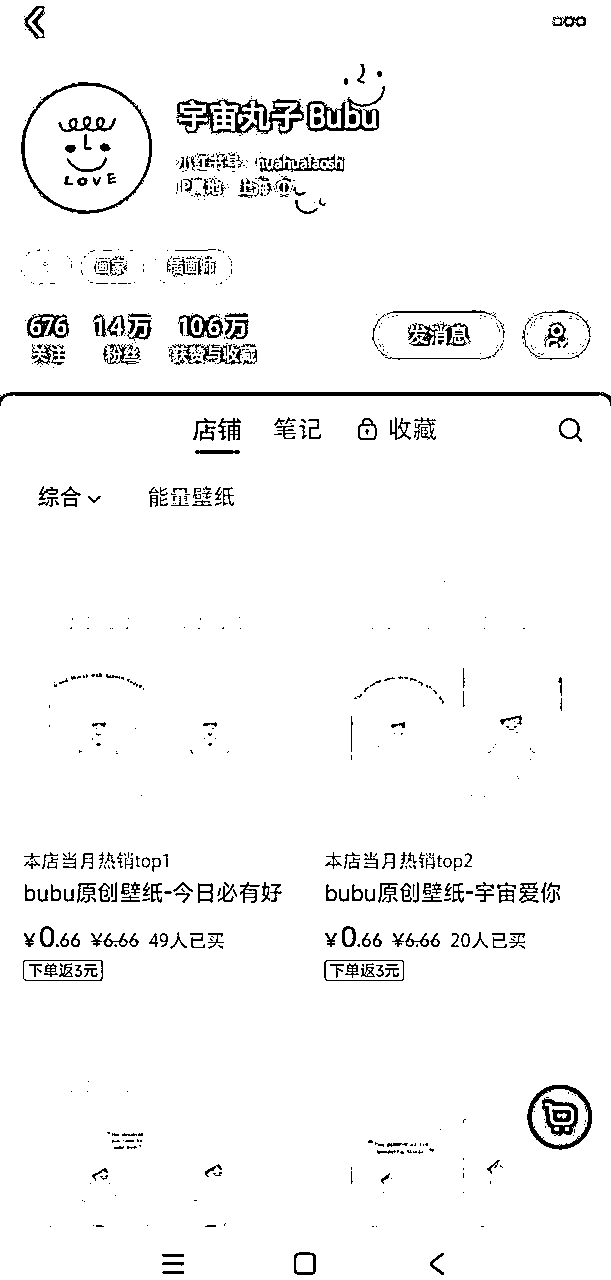 LOVE
宇宙丸子 Bubu
小红书号：huahualaoshi
IP属地：上海
画家 插画师
676 1.4万 10.6万
关注 粉丝 获赞与收藏
发消息
店铺 笔记 收藏
综合 能量壁纸
本店当月热销top1
bubu原创壁纸-今日必有好
¥0.66 ¥6.66 49人已买
下单返3元
本店当月热销top2
bubu原创壁纸-宇宙爱你
¥0.66 ¥6.66 20人已买
下单返3元